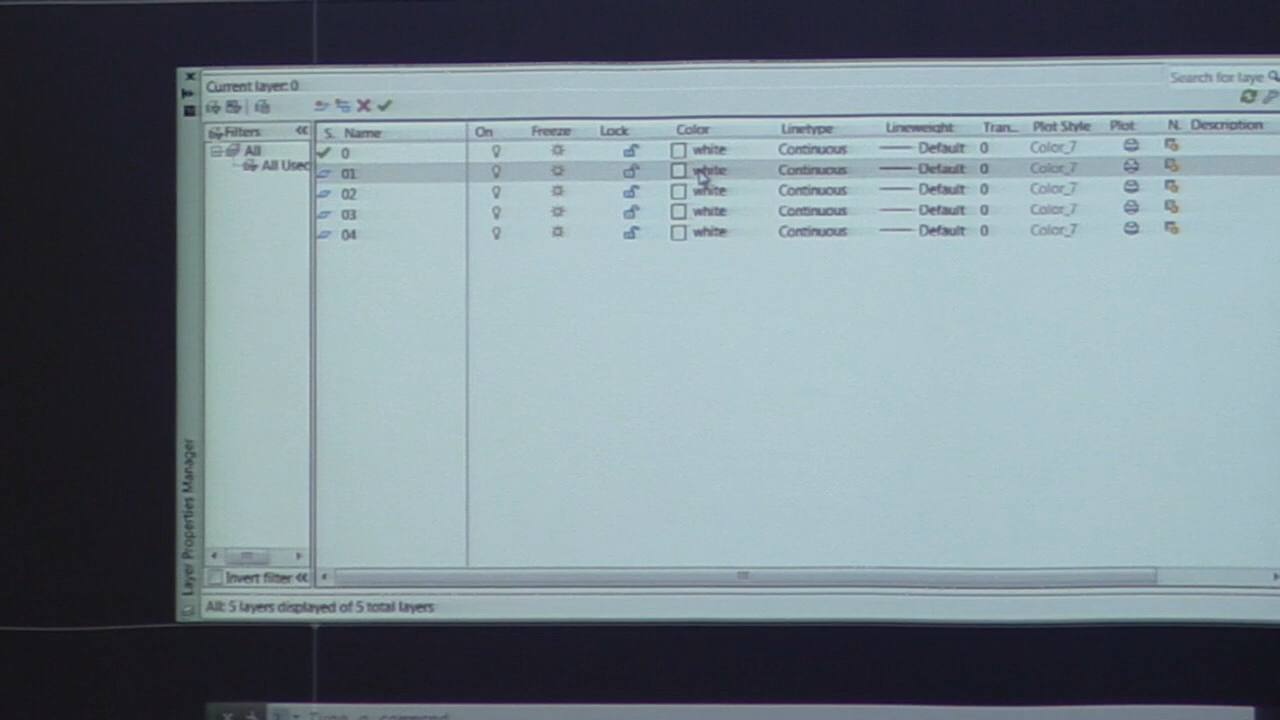 Current layer: 0
Search for laye
Filters
All
All Used
Invert filter
S. Name On Freeze Lock Color Linetype Lineweight Tran... Plot Style Plot N. Description
0 white Continuous Default 0 Color_7
01 white Continuous Default 0 Color_7
02 white Continuous Default 0 Color_7
03 white Continuous Default 0 Color_7
04 white Continuous Default 0 Color_7
All: 5 layers displayed of 5 total layers
Layer Properties Manager
Type a command